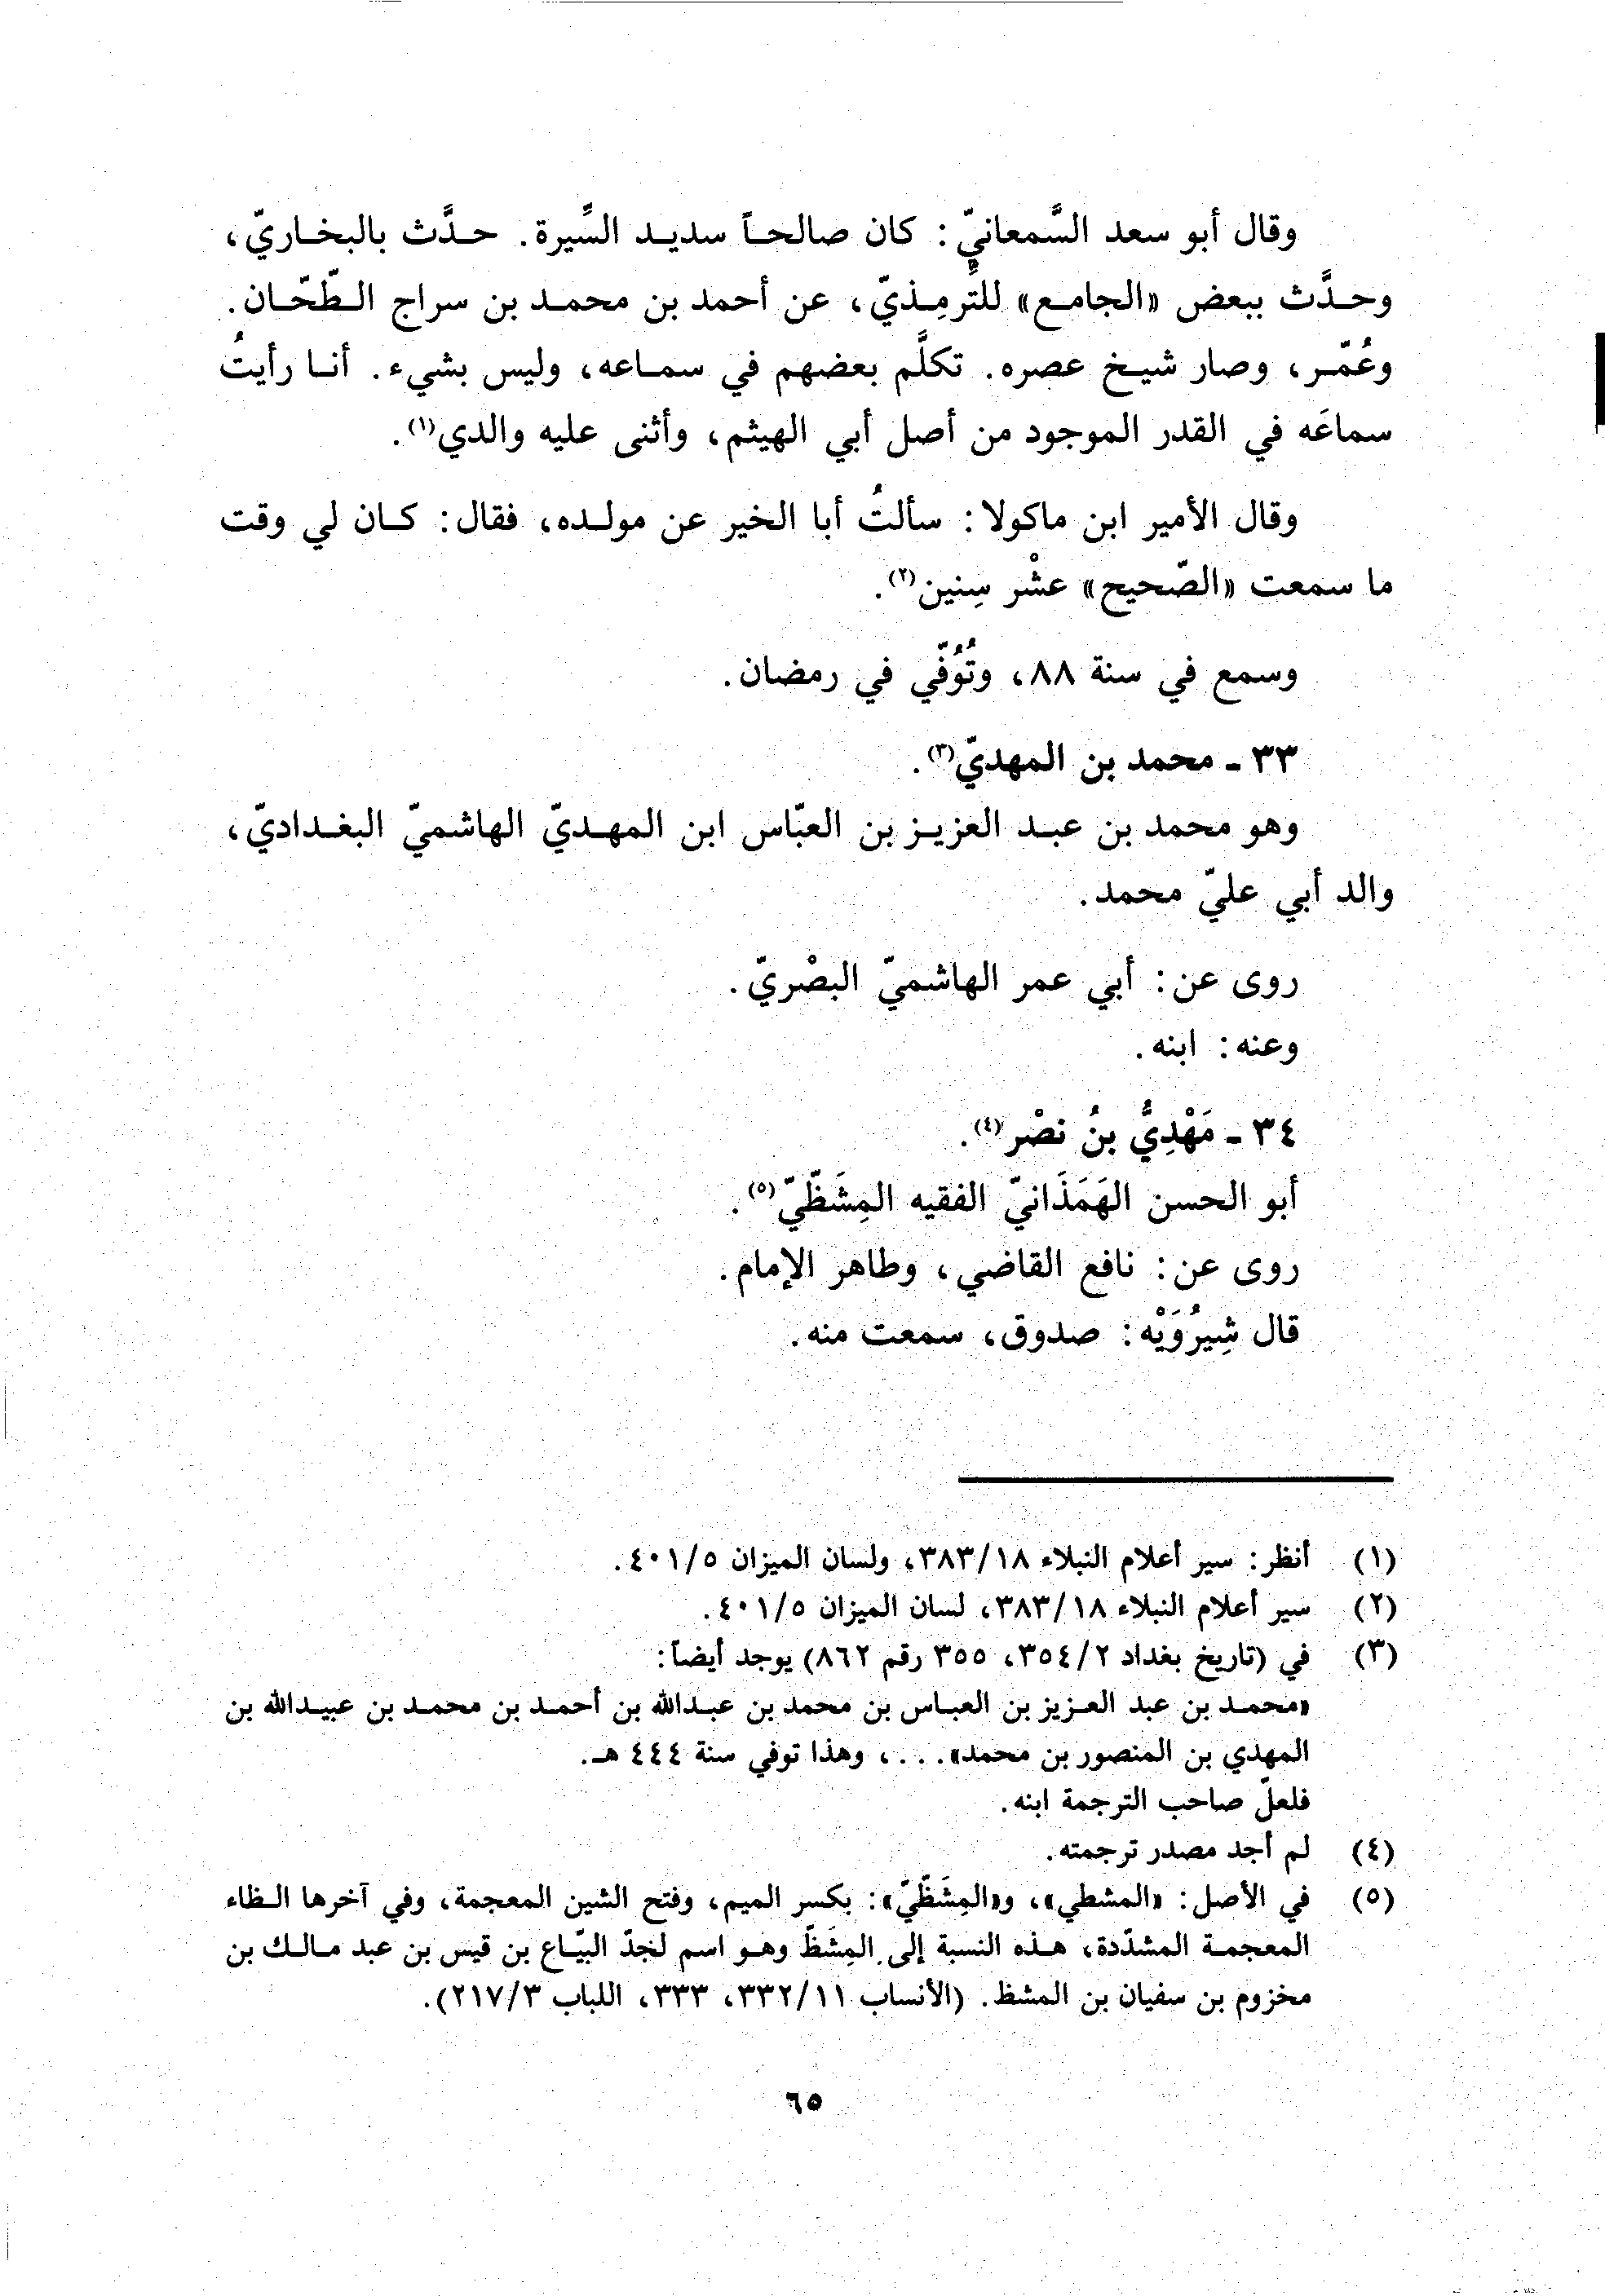 وقال أبو سعد السَّمعانيّ: كان صالحاً سديد السِّيرة. حدَّث بالبخاريّ،
وحدَّث ببعض «الجامع» للتِّرمِذيّ، عن أحمد بن محمد بن سراج الطّحّان.
وعُمّر، وصار شيخ عصره. تكلَّم بعضهم في سماعه، وليس بشيء. أنا رأيتُ
سماعَه في القدر الموجود من أصل أبي الهيثم، وأثنى عليه والدي(١).
وقال الأمير ابن ماكولا: سألتُ أبا الخير عن مولده، فقال: كان لي وقت
ما سمعت «الصّحيح» عشْر سِنين(٢).
وسمع في سنة ٨٨، وتُوُفّي في رمضان.
٣٣ ـ محمد بن المهديّ(٣).
وهو محمد بن عبد العزيز بن العبّاس ابن المهديّ الهاشميّ البغداديّ،
والد أبي عليّ محمد.
روى عن: أبي عمر الهاشميّ البصْريّ.
وعنه: ابنه.
٣٤ ـ مَهْدِيُّ بنُ نصْر(٤).
أبو الحسن الهَمَذَانيّ الفقيه المِشَظّيّ(٥).
روى عن: نافع القاضي، وطاهر الإمام.
قال شِيرُوَيْه: صدوق، سمعت منه.
(١) أنظر: سير أعلام النبلاء ٣٨٣/١٨، ولسان الميزان ٤٠١/٥.
(٢) سير أعلام النبلاء ٣٨٣/١٨، لسان الميزان ٤٠١/٥.
(٣) في (تاريخ بغداد ٣٥٤/٢، ٣٥٥ رقم ٨٦٢) يوجد أيضاً:
«محمد بن عبد العزيز بن العباس بن محمد بن عبدالله بن أحمد بن محمد بن عبيدالله بن
المهدي بن المنصور بن محمد». . .، وهذا توفي سنة ٤٤٤ هـ.
فلعلّ صاحب الترجمة ابنه.
(٤) لم أجد مصدر ترجمته.
(٥) في الأصل: «المشطي»، و«المِشَظّيّ»: بكسر الميم، وفتح الشين المعجمة، وفي آخرها الظاء
المعجمة المشدّدة، هذه النسبة إلى المِشَظّ وهو اسم لجدّ البيّاع بن قيس بن عبد مالك بن
مخزوم بن سفيان بن المشظ. (الأنساب ٣٣٢/١١، ٣٣٣، اللباب ٢١٧/٣).
٦٥